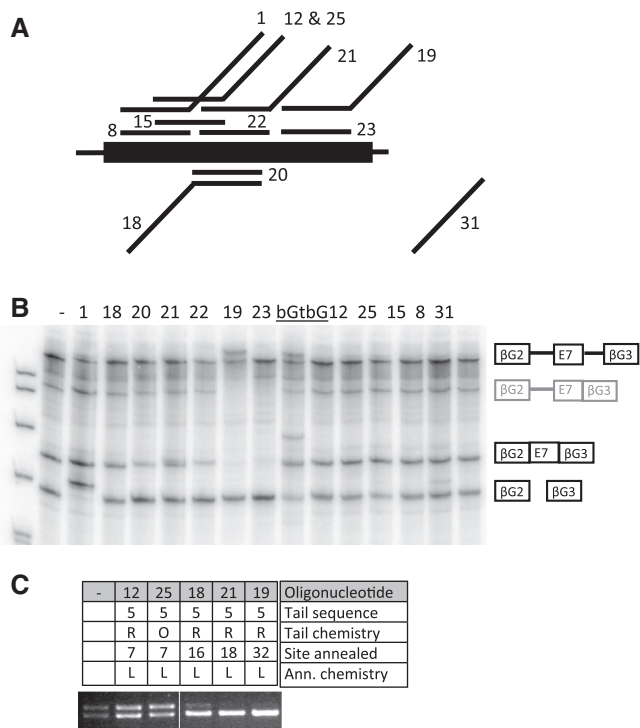 A
1
12 & 25
21
19
15
22
8
23
20
18
31
B
- 1 18 20 21 22 19 23 bGtbG12 25 15 8 31
βG2 E7 βG3
βG2 E7 βG3
βG2 E7 βG3
βG2 βG3
C
- 12 25 18 21 19 Oligonucleotide
5 5 5 5 5 Tail sequence
R O R R R Tail chemistry
7 7 16 18 32 Site annealed
L L L L L Ann. chemistry